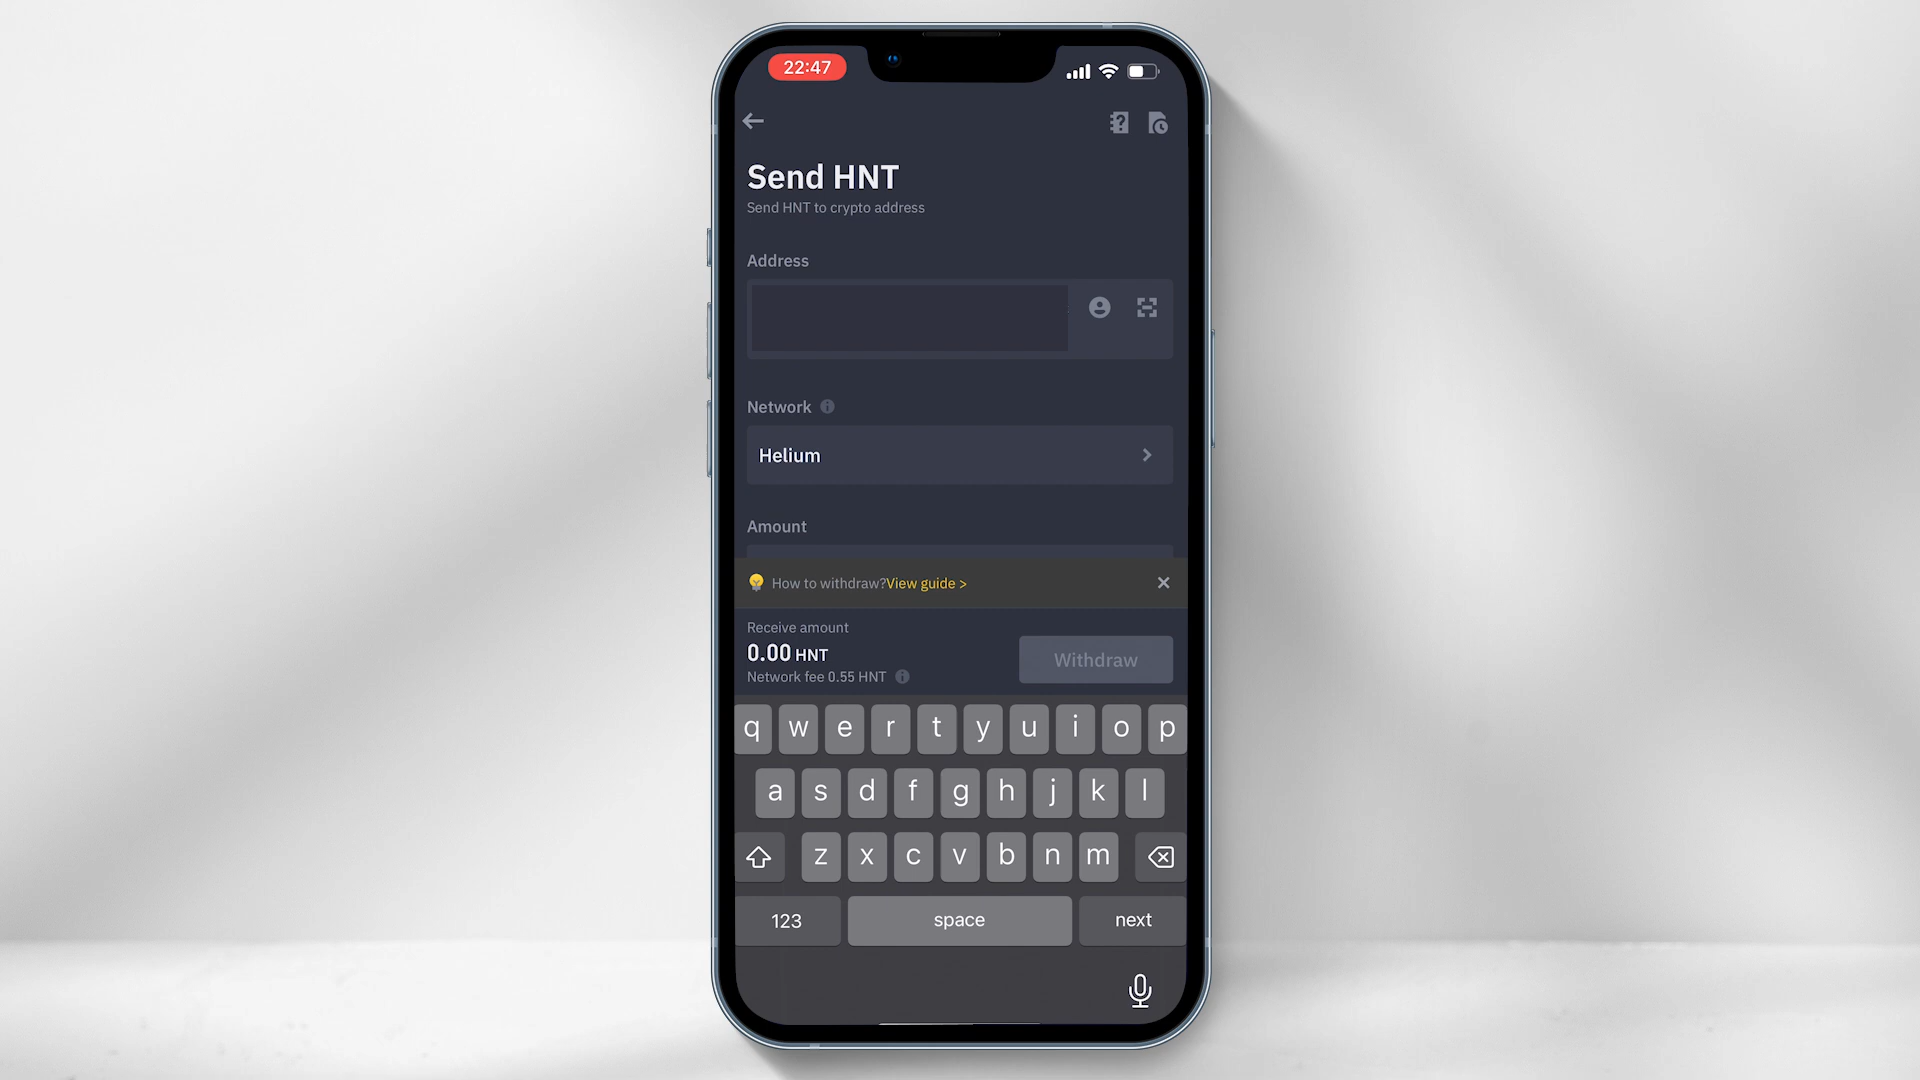 22:47
Send HNT
Send HNT to crypto address
Address
Network
Helium
Amount
How to withdraw?View guide >
Receive amount
0.00 HNT
Network fee 0.55 HNT
Withdraw
q w e r t y u i o p
a s d f g h j k l
z x c v b n m
123 space next